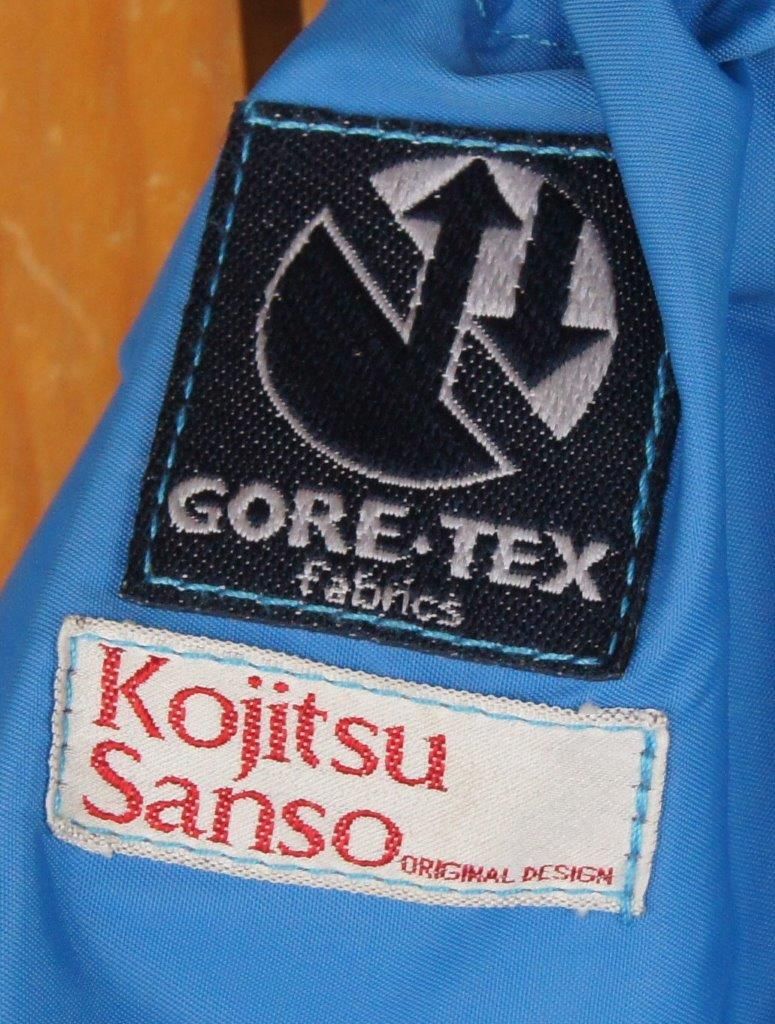 GORE-TEX
fabrics
Kojitsu
Sanso
ORIGINAL DESIGN